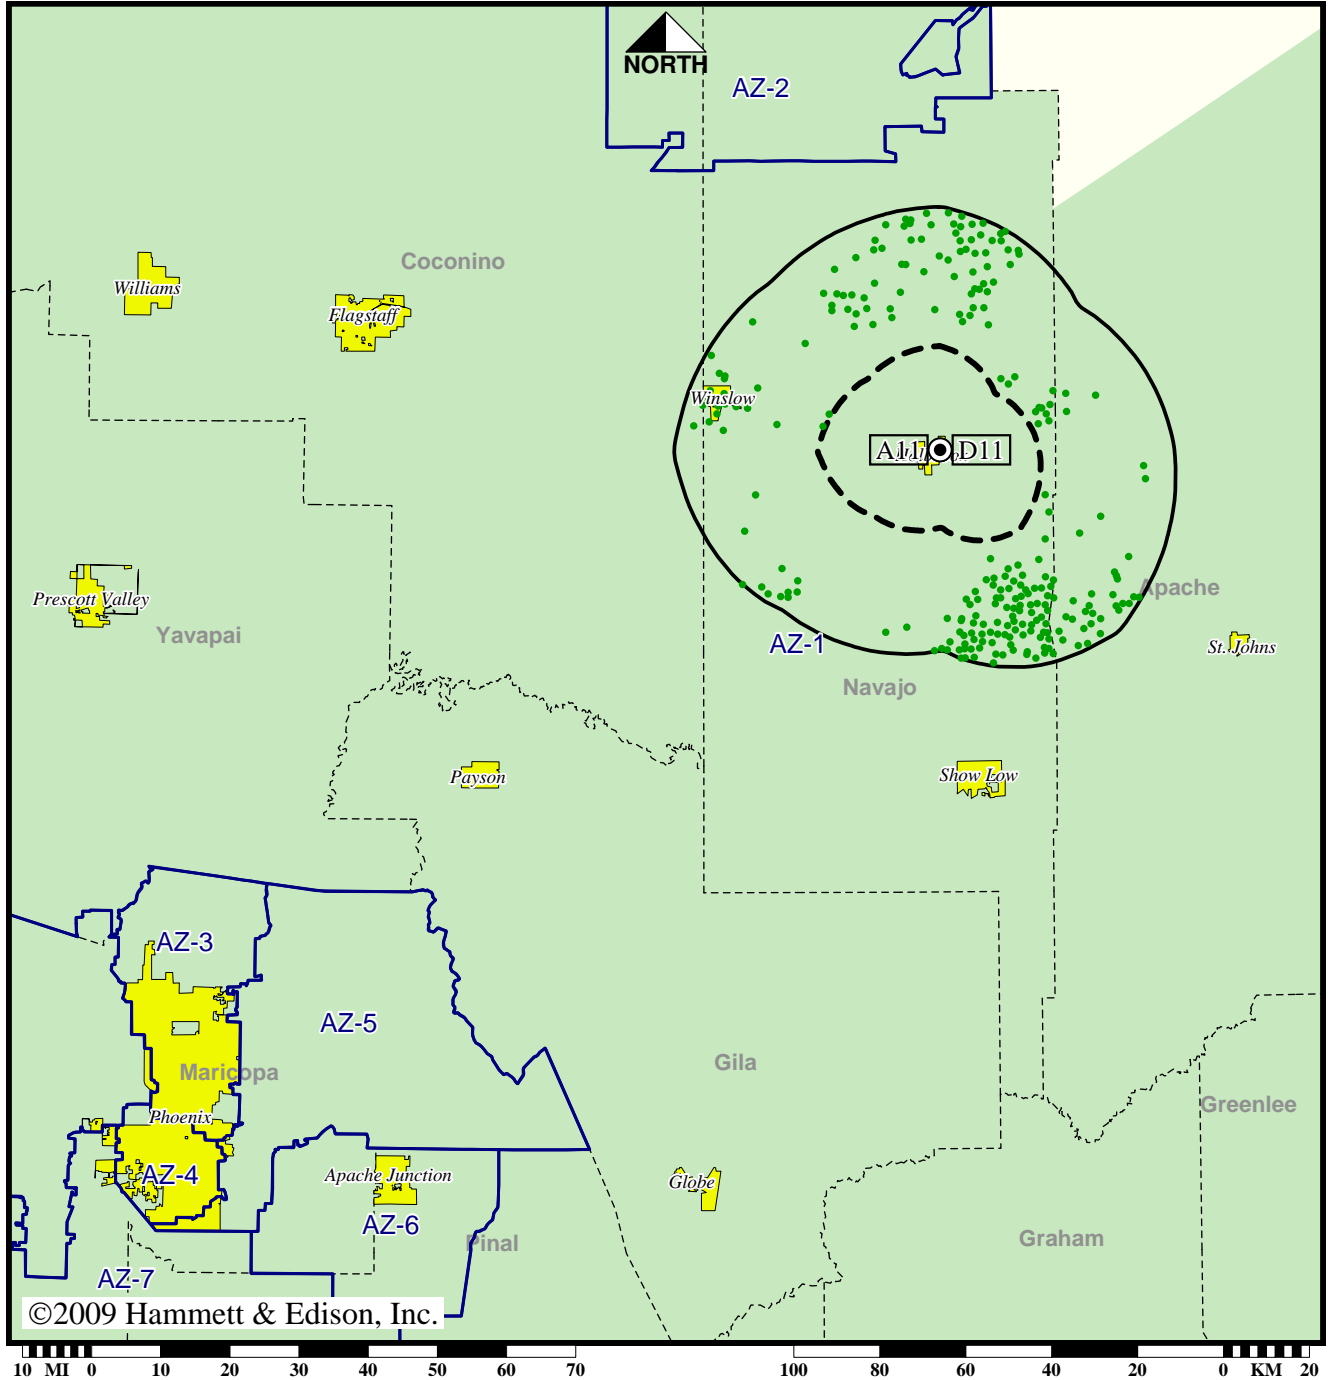 NORTH
AZ-2
Coconino
Williams
Flagstaff
Winslow
A11
D11
Prescott Valley
Yavapai
Apache
AZ-1
St. Johns
Navajo
Payson
Show Low
AZ-3
AZ-5
Gila
Maricopa
Greenlee
Phoenix
AZ-4
Apache Junction
Globe
AZ-6
Pinal
Graham
AZ-7
©2009 Hammett & Edison, Inc.
10 MI 0 10 20 30 40 50 60 70 100 80 60 40 20 0 KM 20